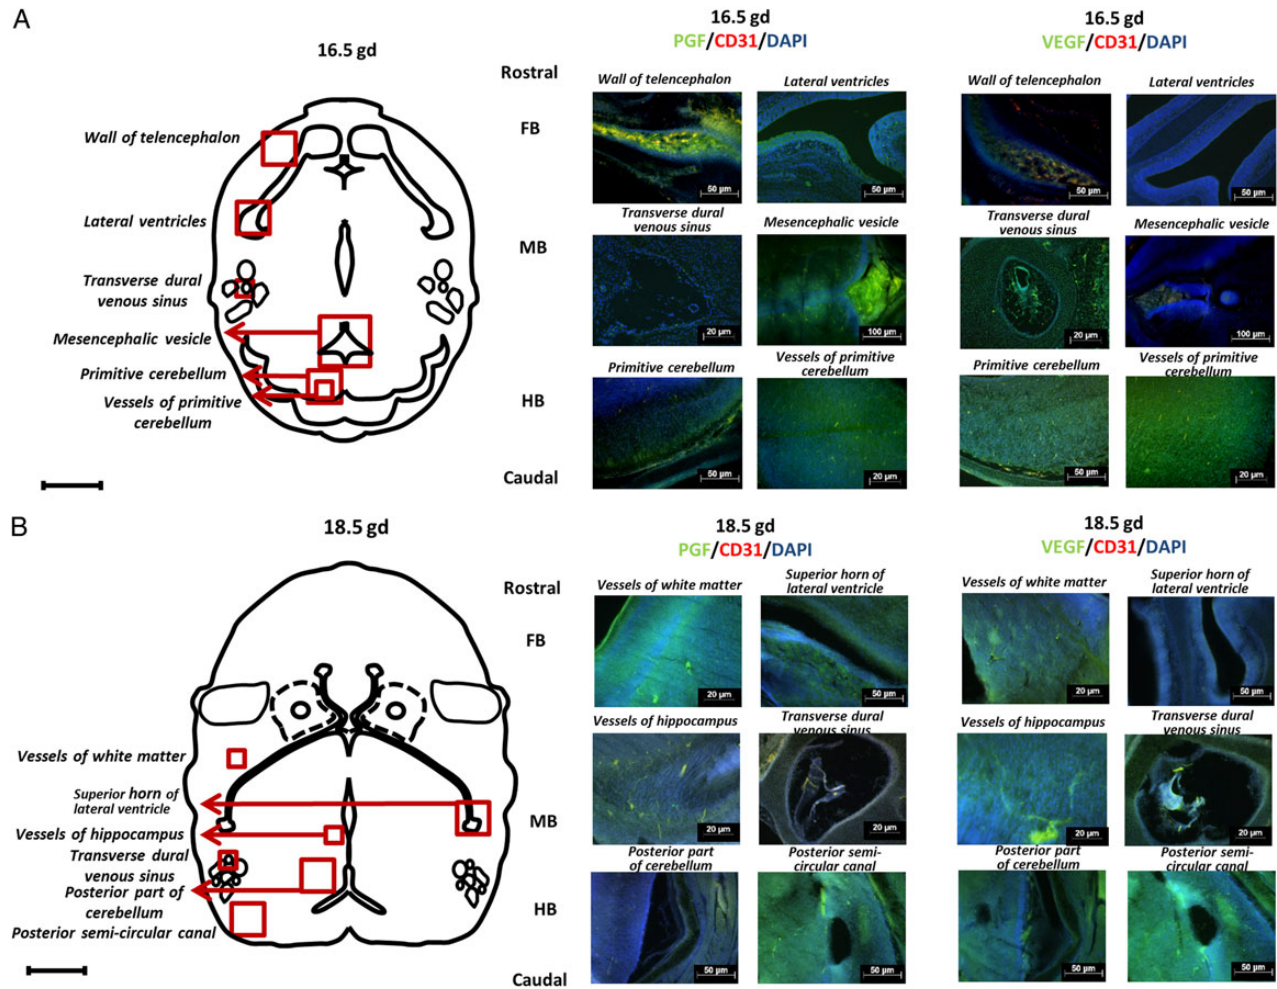 A
16.5 gd
Rostral
FB
MB
HB
Caudal
Wall of telencephalon
Lateral ventricles
Transverse dural
venous sinus
Mesencephalic vesicle
Primitive cerebellum
Vessels of primitive
cerebellum
16.5 gd
PGF/CD31/DAPI
Wall of telencephalon
Lateral ventricles
50 µm
50 µm
Transverse dural
venous sinus
Mesencephalic vesicle
20 µm
100 µm
Primitive cerebellum
Vessels of primitive
cerebellum
50 µm
20 µm
16.5 gd
VEGF/CD31/DAPI
Wall of telencephalon
Lateral ventricles
50 µm
50 µm
Transverse dural
venous sinus
Mesencephalic vesicle
20 µm
100 µm
Primitive cerebellum
Vessels of primitive
cerebellum
50 µm
20 µm
B
18.5 gd
Rostral
FB
MB
HB
Caudal
Vessels of white matter
Superior horn of
lateral ventricle
Vessels of hippocampus
Transverse dural
venous sinus
Posterior part of
cerebellum
Posterior semi-circular canal
18.5 gd
PGF/CD31/DAPI
Vessels of white matter
Superior horn of
lateral ventricle
20 µm
50 µm
Vessels of hippocampus
Transverse dural
venous sinus
20 µm
20 µm
Posterior part
of cerebellum
Posterior semi-
circular canal
50 µm
50 µm
18.5 gd
VEGF/CD31/DAPI
Vessels of white matter
Superior horn of
lateral ventricle
20 µm
50 µm
Vessels of hippocampus
Transverse dural
venous sinus
20 µm
20 µm
Posterior part
of cerebellum
Posterior semi-
circular canal
50 µm
50 µm